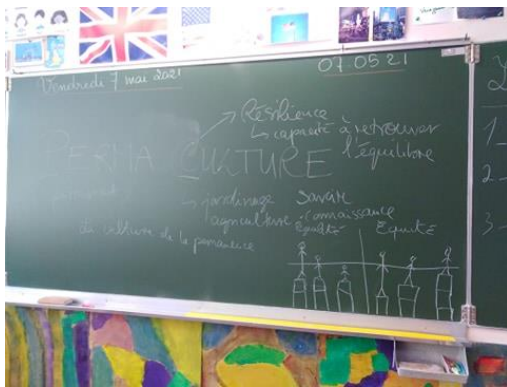 Vendredi 7 mai 2021
07.05.21
Résilience
↳ capacité à retrouver
l'équilibre
PERMA CULTURE
→ jardinage savoir
agriculture connaissance
culture de la permanence
Égalité Équité
1
2
3